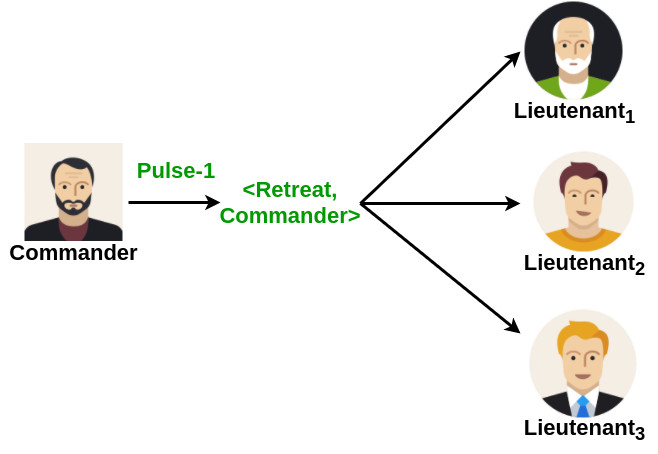 Pulse-1
<Retreat,
Commander>
Commander
Lieutenant1
Lieutenant2
Lieutenant3